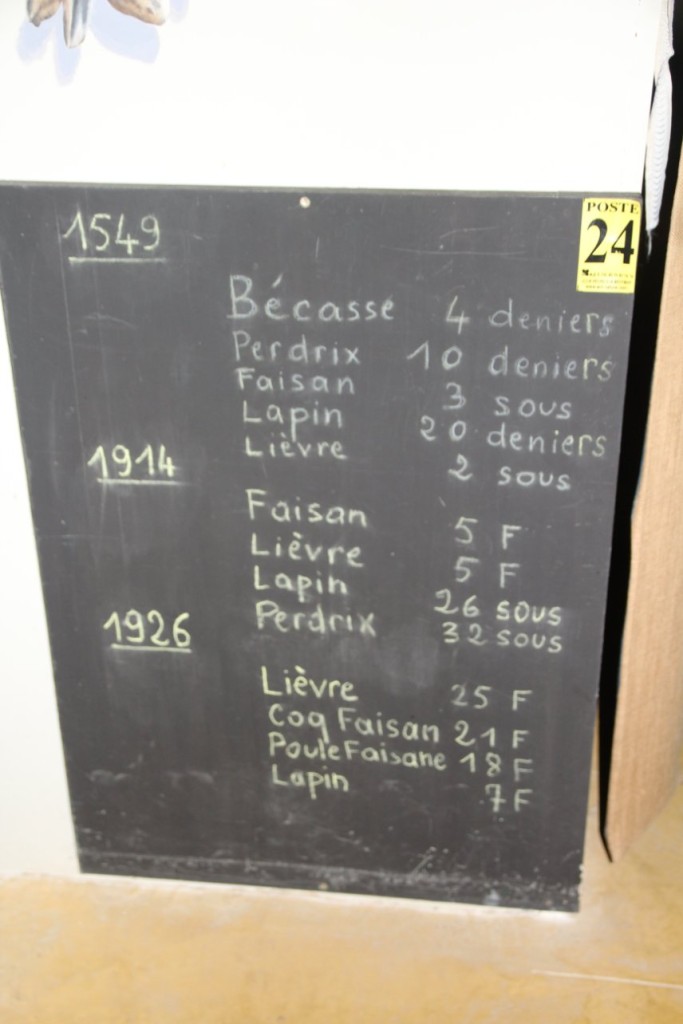 POSTE
24
1549
Bécasse 4 deniers
Perdrix 10 deniers
Faisan 3 sous
Lapin 20 deniers
Lièvre 2 sous
1914
Faisan 5 F
Lièvre 5 F
Lapin 26 sous
Perdrix 32 sous
1926
Lièvre 25 F
Coq Faisan 21 F
Poule Faisane 18 F
Lapin 7 F